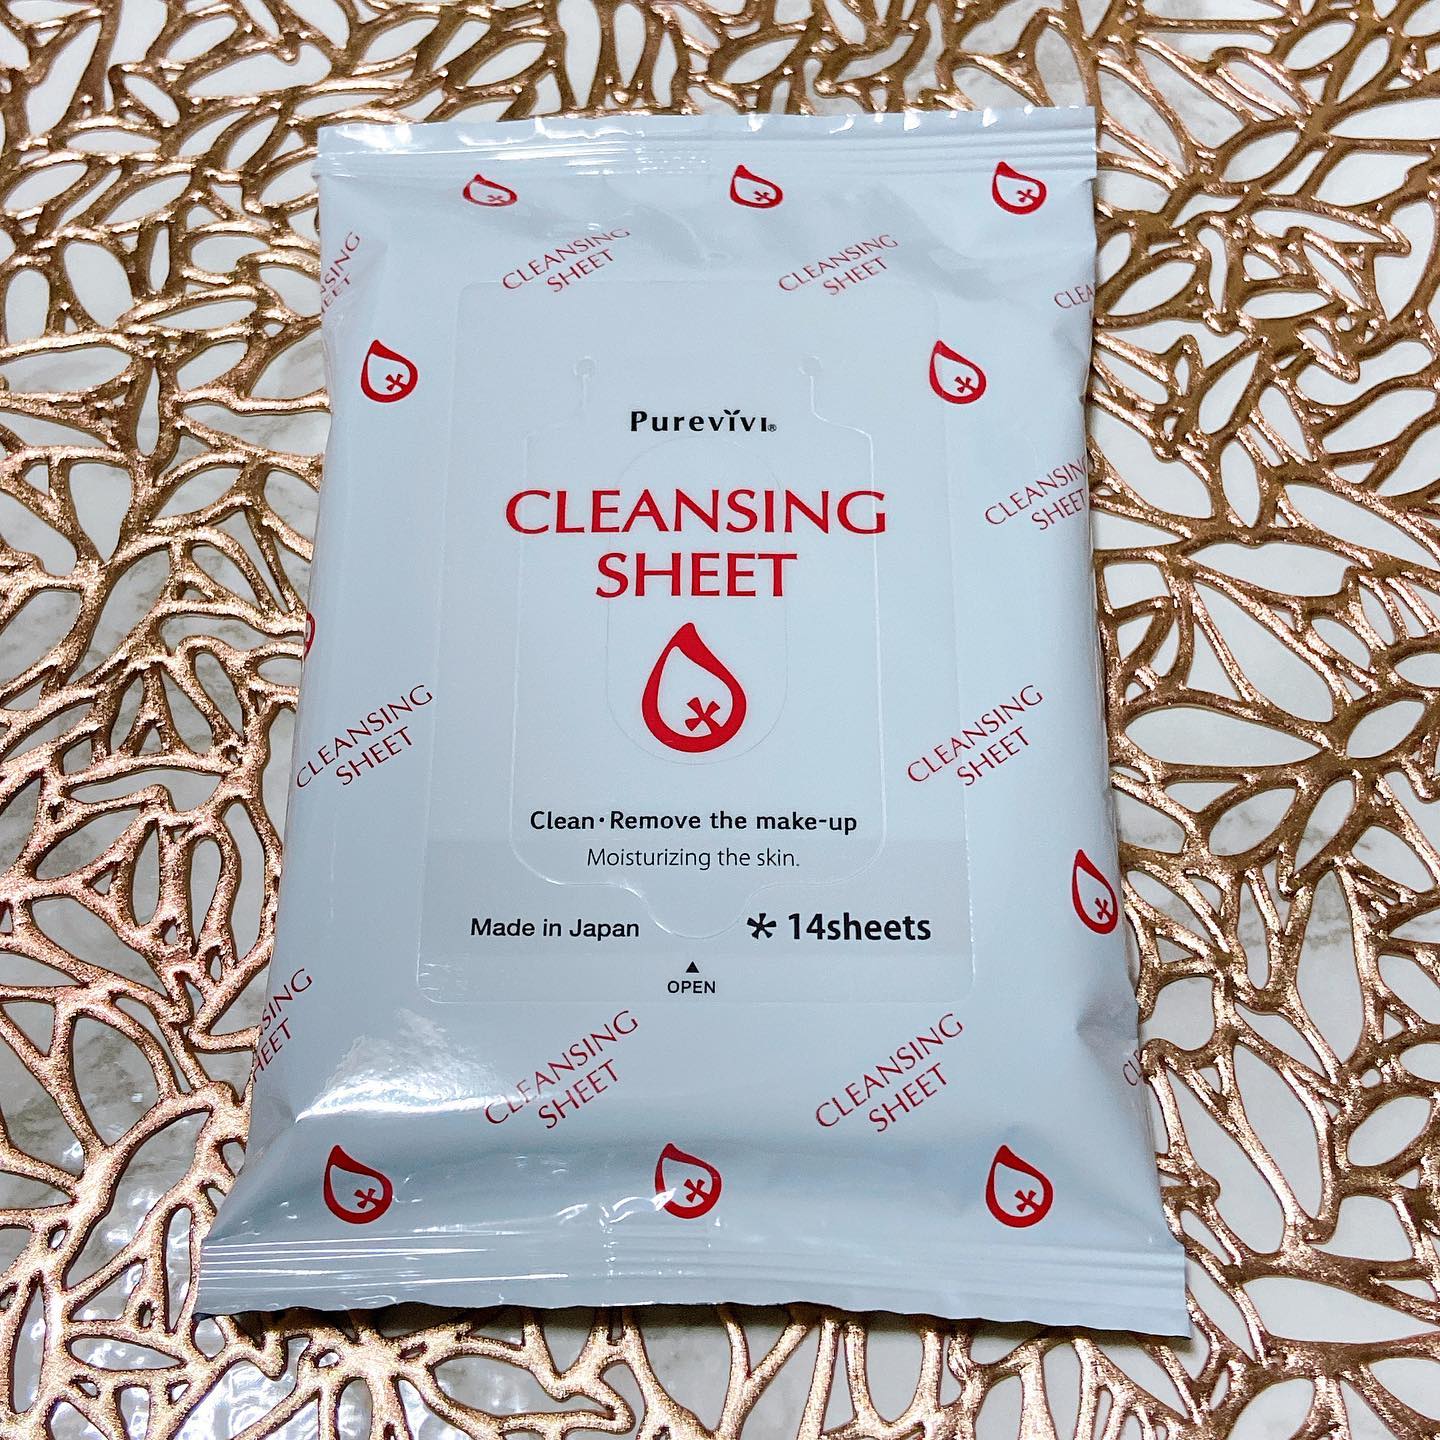 CLEANSING
SHEET
CLEANSING
SHEET
Purevivi®
CLEANSING
SHEET
CLEANSING
SHEET
CLEANSING
SHEET
CLEANSING
SHEET
Clean・Remove the make-up
Moisturizing the skin.
Made in Japan
* 14sheets
▲
OPEN
CLEANSING
SHEET
CLEANSING
SHEET